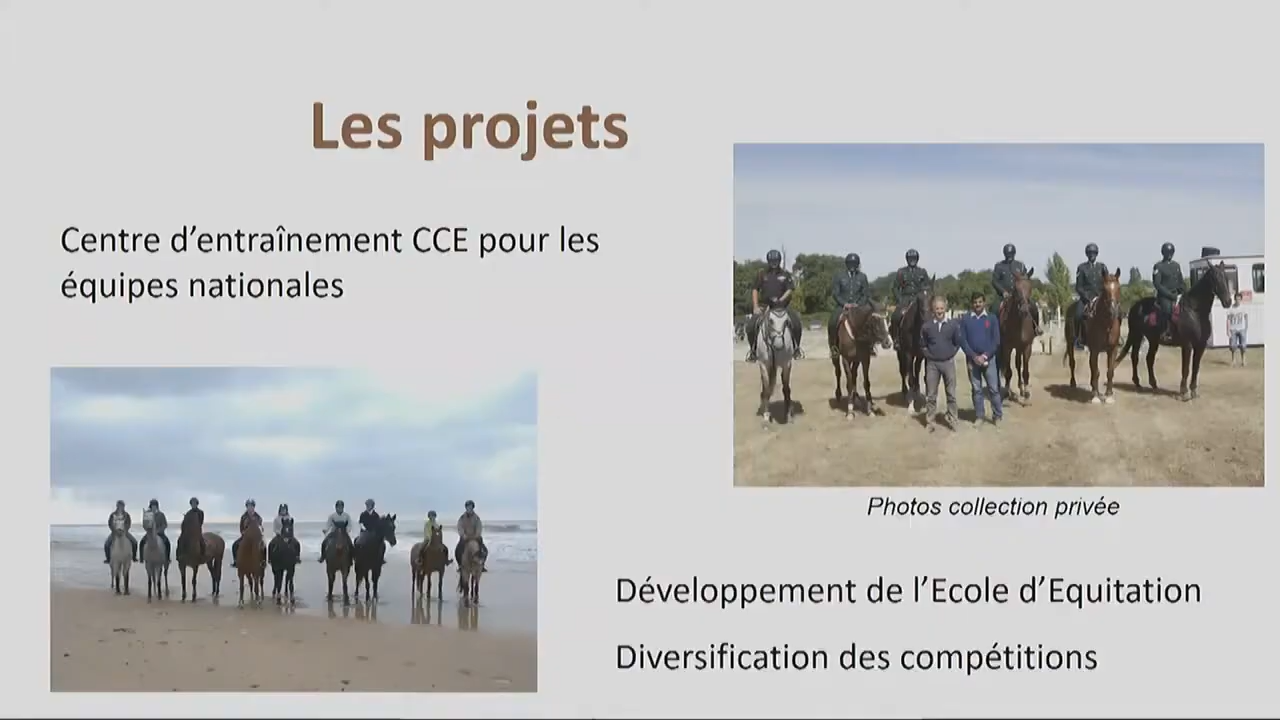 Les projets
Centre d’entraînement CCE pour les
équipes nationales
Photos collection privée
Développement de l’Ecole d’Equitation
Diversification des compétitions